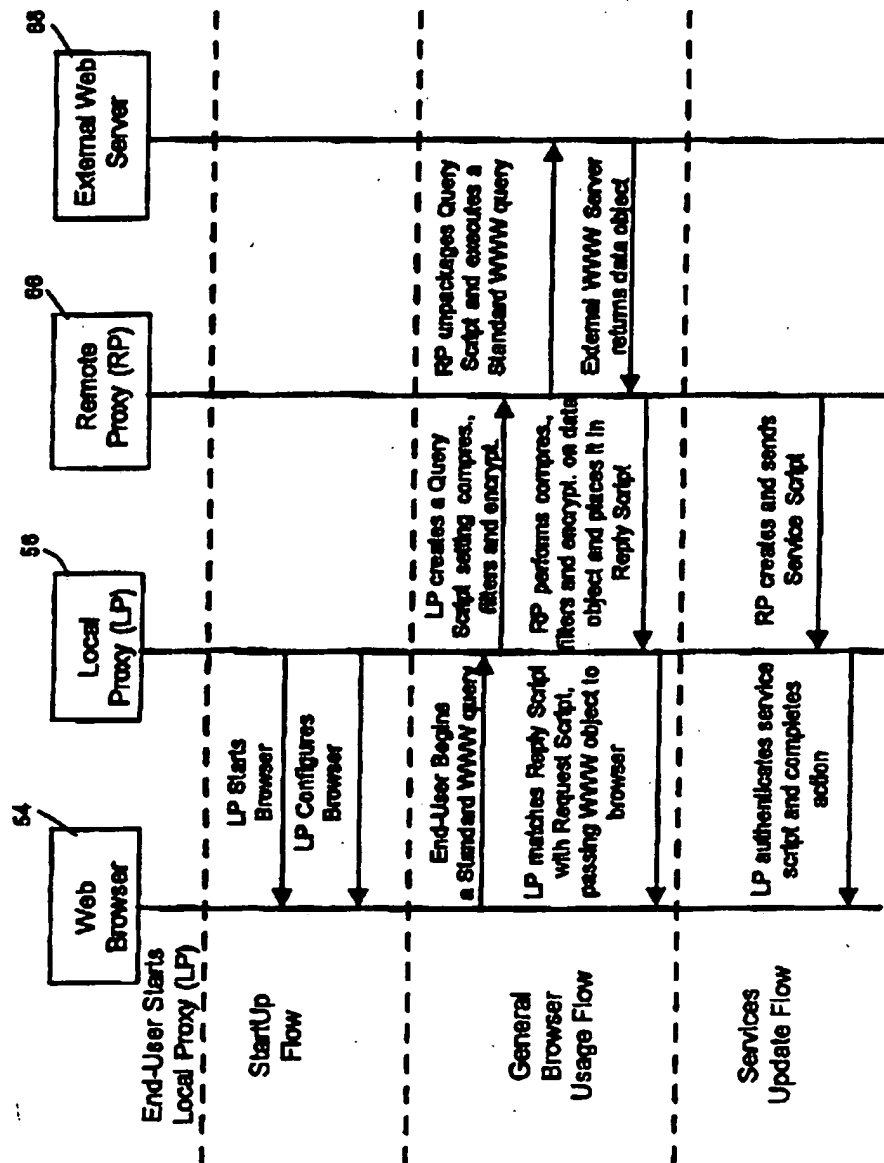 54
Web
Browser
56
Local
Proxy (LP)
66
Remote
Proxy (RP)
68
External Web
Server
End-User Starts
Local Proxy (LP)
StartUp
Flow
LP Starts
Browser
LP Configures
Browser
General
Browser
Usage Flow
End-User Begins
a Standard WWW query
LP creates a Query
Script setting compres.,
filters and encrypt.
RP unpackages Query
Script and executes a
Standard WWW query
External WWW Server
returns data object
RP performs compres.,
filters and encrypt. on data
object and places it in
Reply Script
LP matches Reply Script
with Request Script,
passing WWW object to
browser
Services
Update Flow
RP creates and sends
Service Script
LP authenticates service
script and completes
action